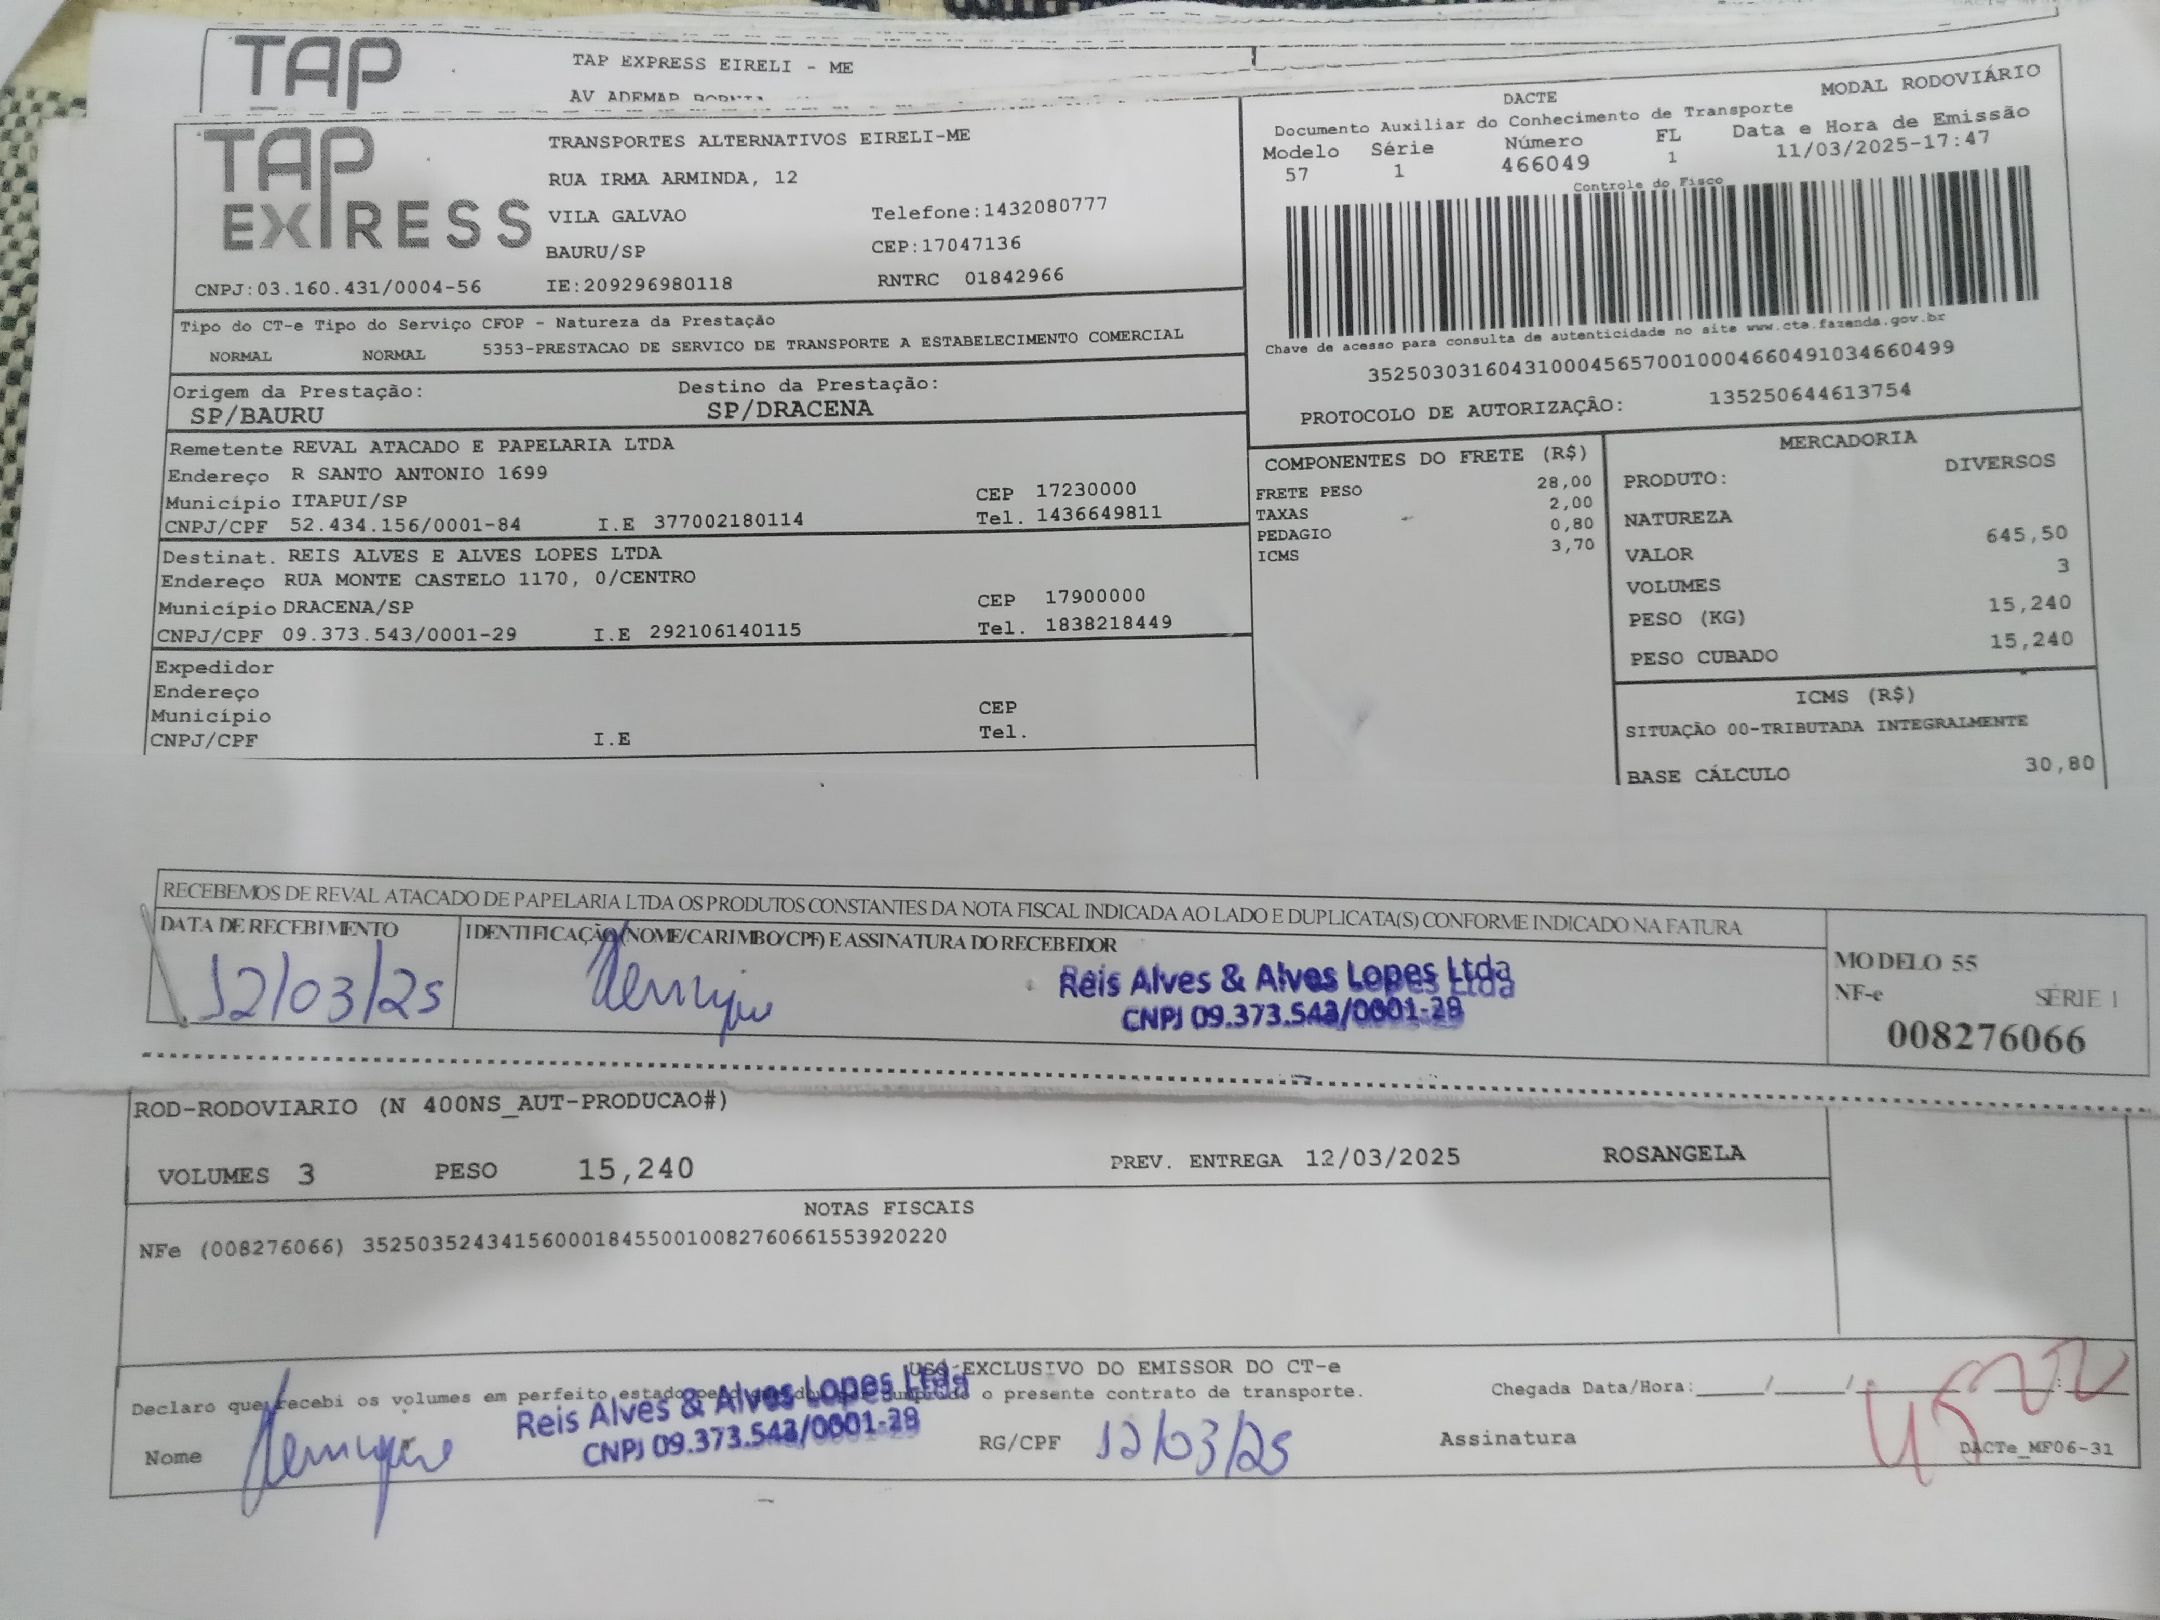 TAP
TAP EXPRESS EIRELI - ME
TAP EXPRESS
TRANSPORTES ALTERNATIVOS EIRELI-ME
RUA IRMA ARMINDA, 12
VILA GALVAO Telefone:1432080777
BAURU/SP CEP:17047136
CNPJ:03.160.431/0004-56 IE:209296980118 RNTRC 01842966
DACTE MODAL RODOVIÁRIO
Documento Auxiliar do Conhecimento de Transporte
Modelo Série Número FL Data e Hora de Emissão
57 1 466049 1 11/03/2025-17:47
Controle do Fisco
Chave de acesso para consulta de autenticidade no site www.cte.fazenda.gov.br
35250303160431000456570010004660491034660499
PROTOCOLO DE AUTORIZAÇÃO: 135250644613754
Tipo do CT-e Tipo do Serviço CFOP - Natureza da Prestação
NORMAL NORMAL 5353-PRESTACAO DE SERVICO DE TRANSPORTE A ESTABELECIMENTO COMERCIAL
Origem da Prestação: Destino da Prestação:
SP/BAURU SP/DRACENA
Remetente REVAL ATACADO E PAPELARIA LTDA
Endereço R SANTO ANTONIO 1699
Município ITAPUI/SP CEP 17230000
CNPJ/CPF 52.434.156/0001-84 I.E 377002180114 Tel. 1436649811
Destinat. REIS ALVES E ALVES LOPES LTDA
Endereço RUA MONTE CASTELO 1170, 0/CENTRO
Município DRACENA/SP CEP 17900000
CNPJ/CPF 09.373.543/0001-29 I.E 292106140115 Tel. 1838218449
Expedidor
Endereço
Município CEP
CNPJ/CPF I.E Tel.
COMPONENTES DO FRETE (R$)
FRETE PESO 28,00
TAXAS 2,00
PEDAGIO 0,80
ICMS 3,70
MERCADORIA
PRODUTO: DIVERSOS
NATUREZA
VALOR 645,50
VOLUMES 3
PESO (KG) 15,240
PESO CUBADO 15,240
ICMS (R$)
SITUAÇÃO 00-TRIBUTADA INTEGRALMENTE
BASE CÁLCULO 30,80
RECEBEMOS DE REVAL ATACADO DE PAPELARIA LTDA OS PRODUTOS CONSTANTES DA NOTA FISCAL INDICADA AO LADO E DUPLICATA(S) CONFORME INDICADO NA FATURA
DATA DE RECEBIMENTO IDENTIFICAÇÃO (NOME/CARIMBO/CPF) E ASSINATURA DO RECEBEDOR
12/03/25 Henrique
Reis Alves & Alves Lopes Ltda
CNPJ 09.373.543/0001-29
MODELO 55
NF-e SÉRIE 1
008276066
ROD-RODOVIARIO (N 400NS_AUT-PRODUCAO#)
VOLUMES 3 PESO 15,240 PREV. ENTREGA 12/03/2025 ROSANGELA
NOTAS FISCAIS
NFe (008276066) 35250352434156000184550010082760661553920220
USO EXCLUSIVO DO EMISSOR DO CT-e
Declaro que recebi os volumes em perfeito estado o presente contrato de transporte. Chegada Data/Hora:____/____/____ ____:____
Reis Alves & Alves Lopes Ltda
CNPJ 09.373.543/0001-29
Nome Henrique RG/CPF 12/03/25 Assinatura DACTe_MF06-31